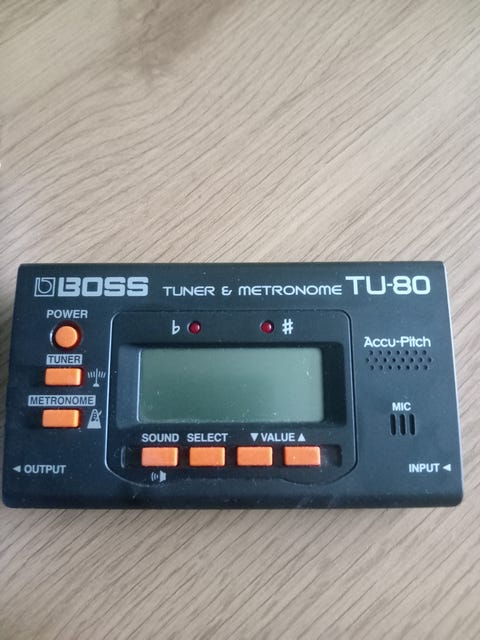 BOSS TUNER & METRONOME TU-80
POWER
♭ ♯
Accu-Pitch
TUNER
METRONOME
MIC
SOUND SELECT ▼VALUE▲
◄OUTPUT
INPUT◄